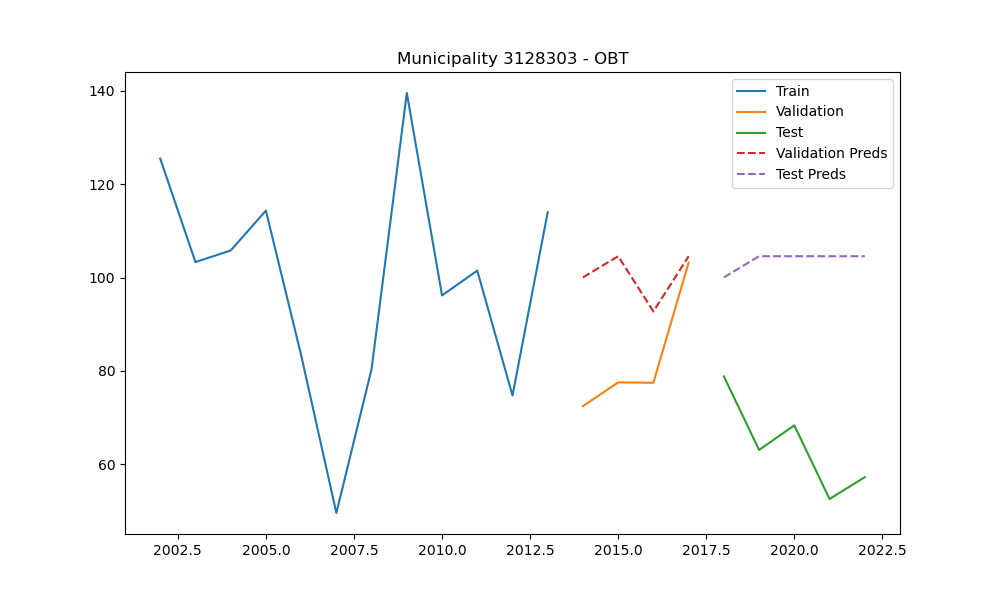 Municipality 3128303 - OBT
Train
Validation
Test
Validation Preds
Test Preds
140
120
100
80
60
2002.5 2005.0 2007.5 2010.0 2012.5 2015.0 2017.5 2020.0 2022.5